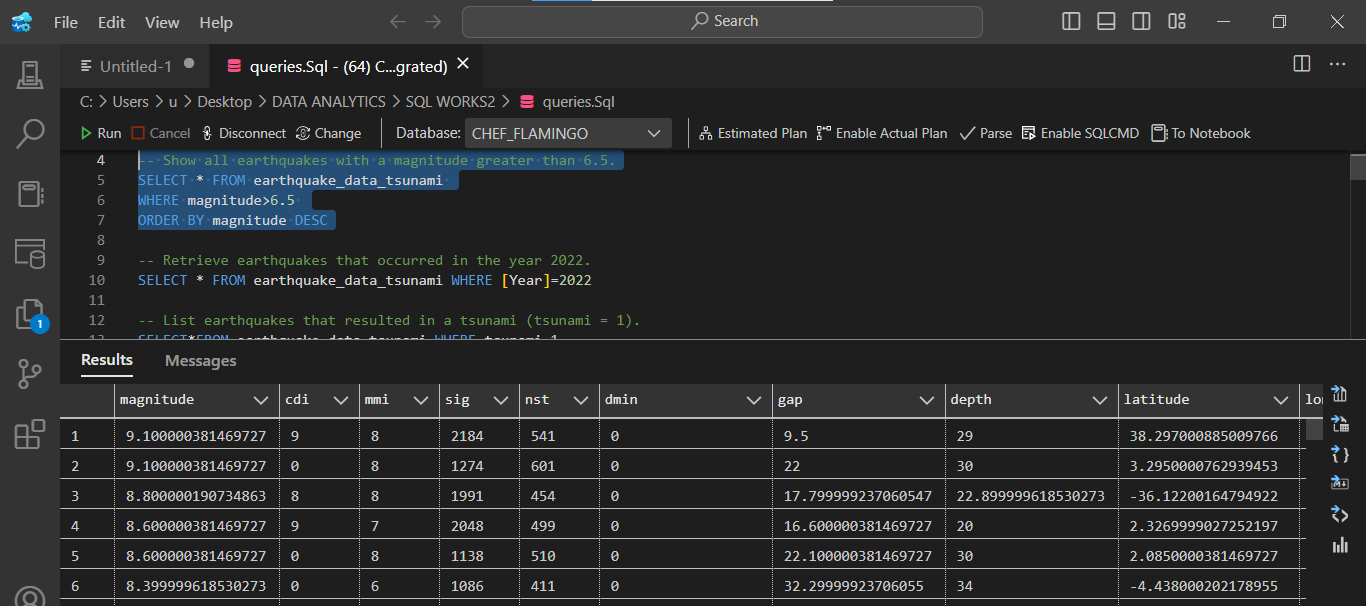 File Edit View Help Search
Untitled-1 queries.Sql - (64) C...grated)
C: > Users > u > Desktop > DATA ANALYTICS > SQL WORKS2 > queries.Sql
Run Cancel Disconnect Change Database: CHEF_FLAMINGO Estimated Plan Enable Actual Plan Parse Enable SQLCMD To Notebook
4 -- Show all earthquakes with a magnitude greater than 6.5.
5 SELECT * FROM earthquake_data_tsunami
6 WHERE magnitude>6.5
7 ORDER BY magnitude DESC
8
9 -- Retrieve earthquakes that occurred in the year 2022.
10 SELECT * FROM earthquake_data_tsunami WHERE [Year]=2022
11
12 -- List earthquakes that resulted in a tsunami (tsunami = 1).
13 SELECT*FROM earthquake_data_tsunami WHERE tsunami 1
1
Results Messages
magnitude cdi mmi sig nst dmin gap depth latitude lo
1 9.100000381469727 9 8 2184 541 0 9.5 29 38.297000885009766
2 9.100000381469727 0 8 1274 601 0 22 30 3.2950000762939453
3 8.800000190734863 8 8 1991 454 0 17.799999237060547 22.899999618530273 -36.12200164794922
4 8.600000381469727 9 7 2048 499 0 16.600000381469727 20 2.3269999027252197
5 8.600000381469727 0 8 1138 510 0 22.100000381469727 30 2.0850000381469727
6 8.399999618530273 0 6 1086 411 0 32.29999923706055 34 -4.438000202178955